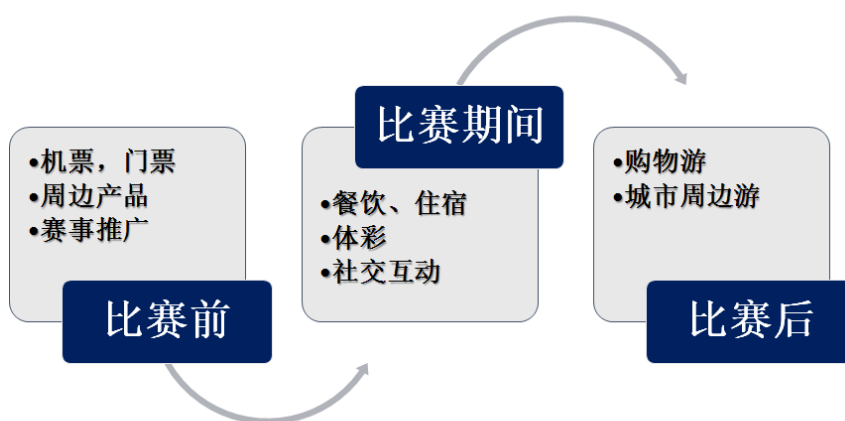 •机票，门票
•周边产品
•赛事推广
比赛前
比赛期间
•餐饮、住宿
•体彩
•社交互动
•购物游
•城市周边游
比赛后